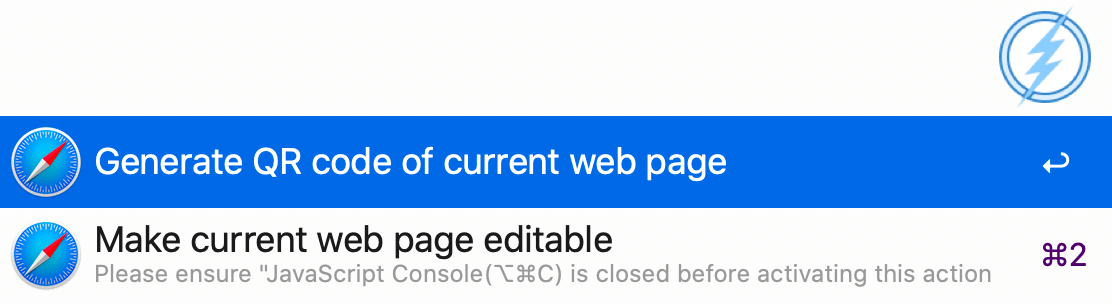 Generate QR code of current web page
↩
Make current web page editable
⌘2
Please ensure "JavaScript Console(⌥⌘C) is closed before activating this action